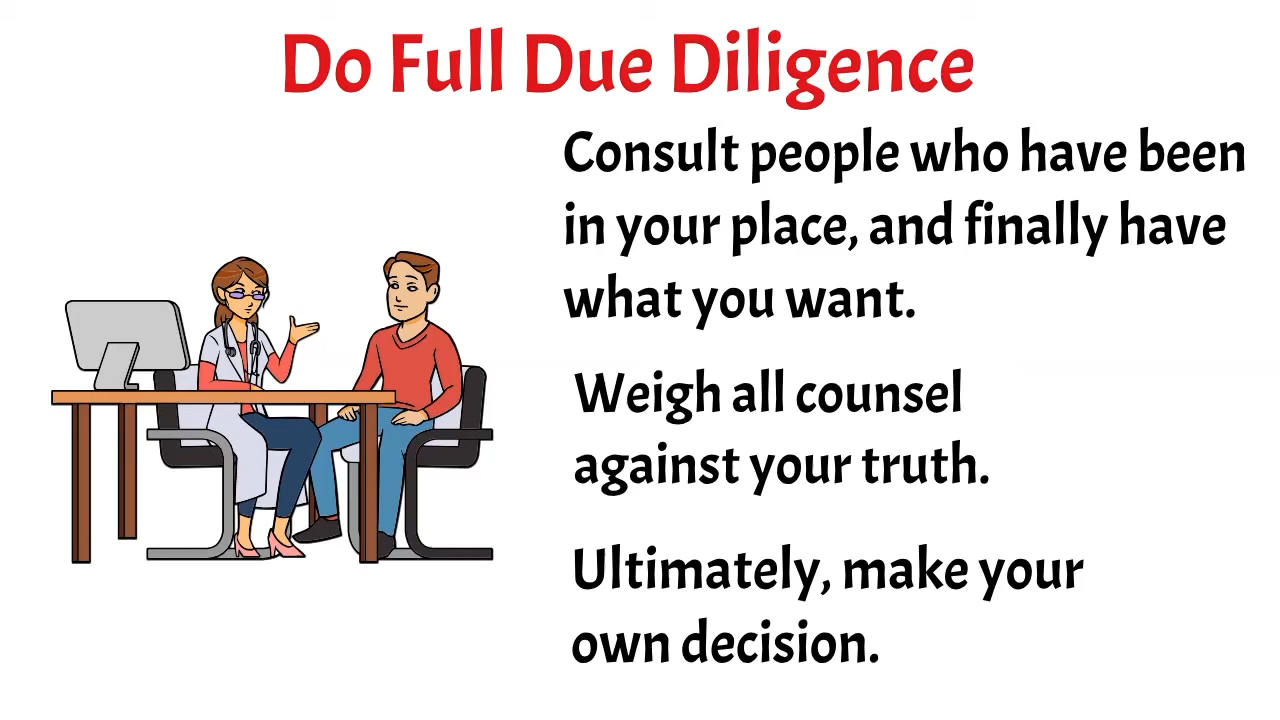 Do Full Due Diligence
Consult people who have been
in your place, and finally have
what you want.
Weigh all counsel
against your truth.
Ultimately, make your
own decision.